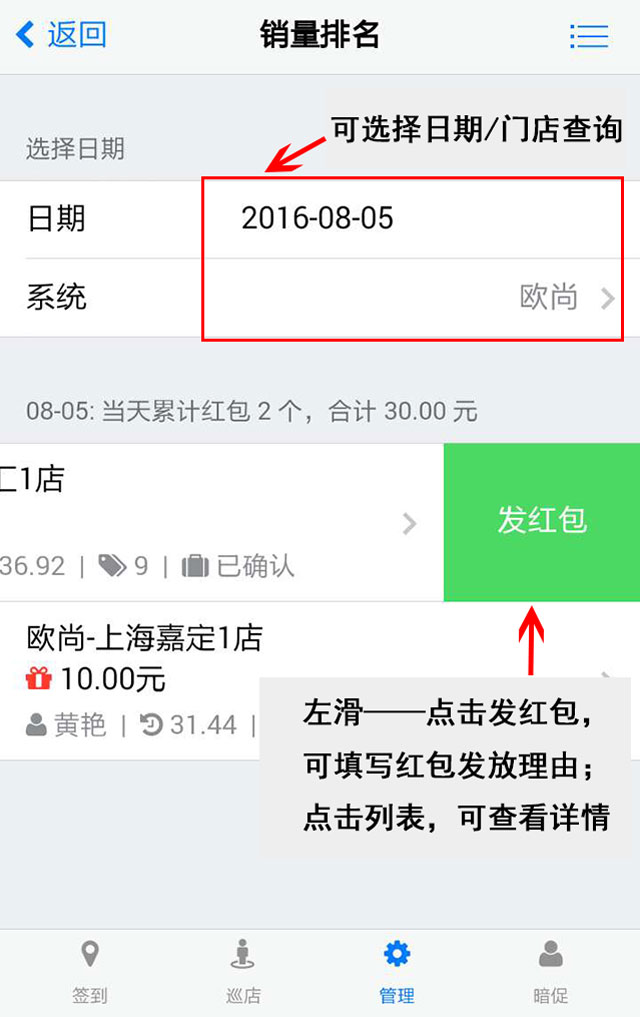 返回
销量排名
可选择日期/门店查询
选择日期
日期
2016-08-05
系统
欧尚
08-05: 当天累计红包 2 个，合计 30.00 元
汇1店
发红包
36.92 | 9 | 已确认
欧尚-上海嘉定1店
10.00元
黄艳 | 31.44 |
左滑——点击发红包，
可填写红包发放理由；
点击列表，可查看详情
签到
巡店
管理
暗促